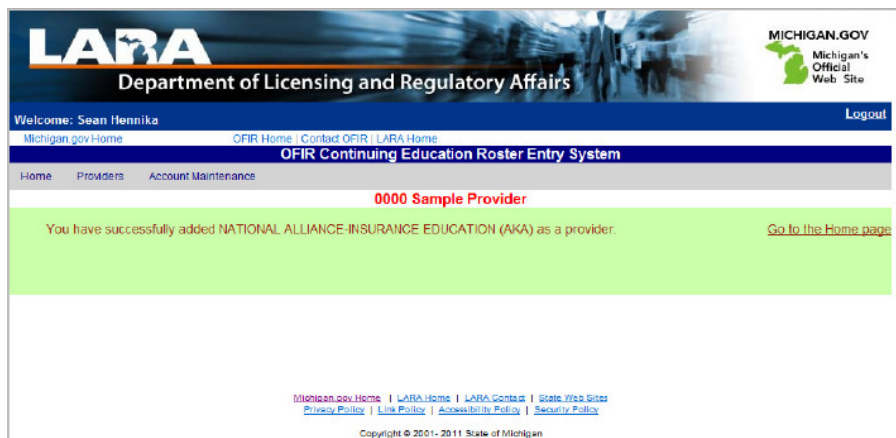 LARA
Department of Licensing and Regulatory Affairs
MICHIGAN.GOV
Michigan's
Official
Web Site
Welcome: Sean Hennika
Logout
Michigan.gov Home OFIR Home | Contact OFIR | LARA Home
OFIR Continuing Education Roster Entry System
Home Providers Account Maintenance
0000 Sample Provider
You have successfully added NATIONAL ALLIANCE-INSURANCE EDUCATION (AKA) as a provider. Go to the Home page
Michigan.gov Home | LARA Home | LARA Contact | State Web Sites
Privacy Policy | Link Policy | Accessibility Policy | Security Policy
Copyright © 2001- 2011 State of Michigan